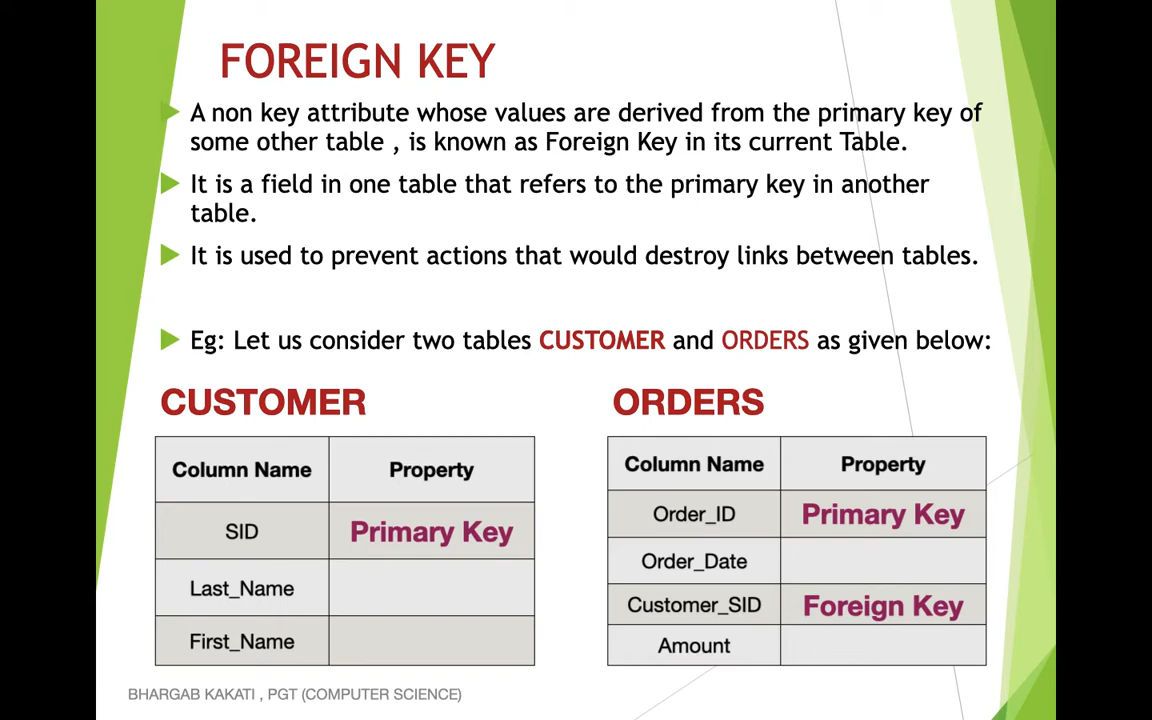 FOREIGN KEY
A non key attribute whose values are derived from the primary key of
some other table , is known as Foreign Key in its current Table.
It is a field in one table that refers to the primary key in another
table.
It is used to prevent actions that would destroy links between tables.
Eg: Let us consider two tables CUSTOMER and ORDERS as given below:
CUSTOMER
Column Name Property
SID Primary Key
Last_Name
First_Name
ORDERS
Column Name Property
Order_ID Primary Key
Order_Date
Customer_SID Foreign Key
Amount
BHARGAB KAKATI , PGT (COMPUTER SCIENCE)